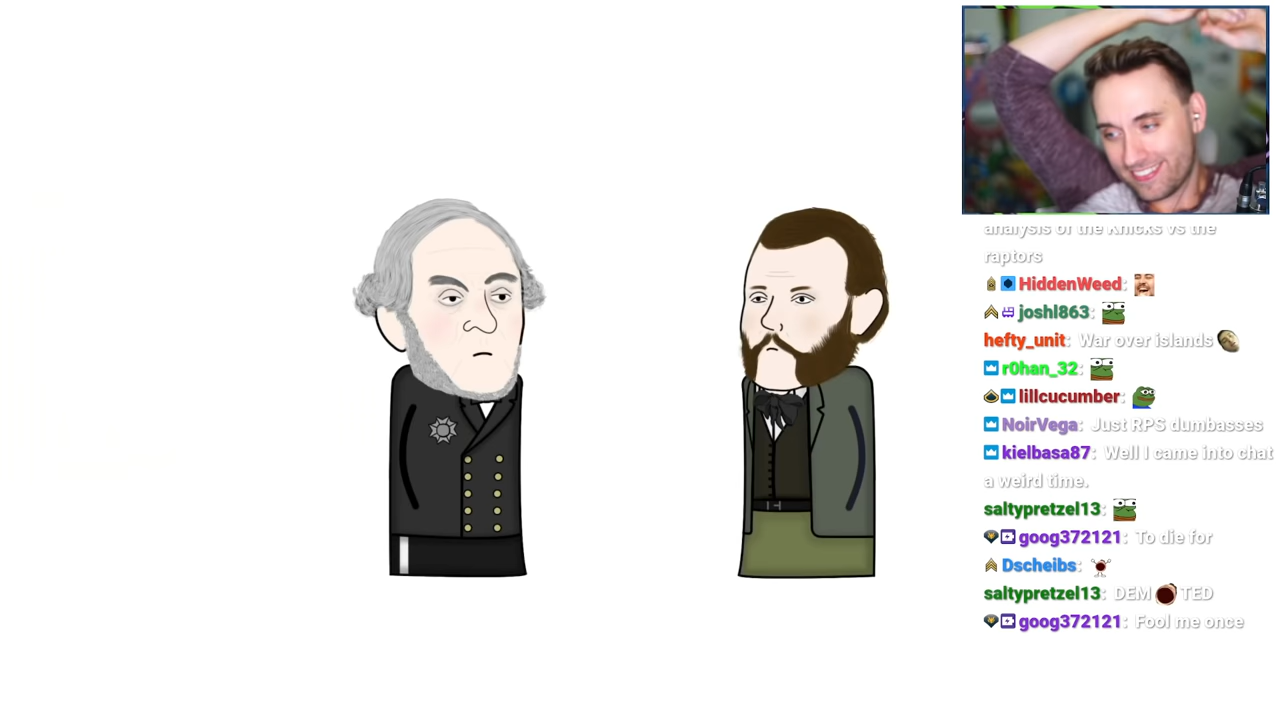 analysis of the Knicks vs the
raptors
HiddenWeed:
joshl863:
hefty_unit: War over islands
r0han_32:
lillcucumber:
NoirVega: Just RPS dumbasses
kielbasa87: Well I came into chat
a weird time.
saltypretzel13:
goog372121: To die for
Dscheibs:
saltypretzel13: DEM TED
goog372121: Fool me once